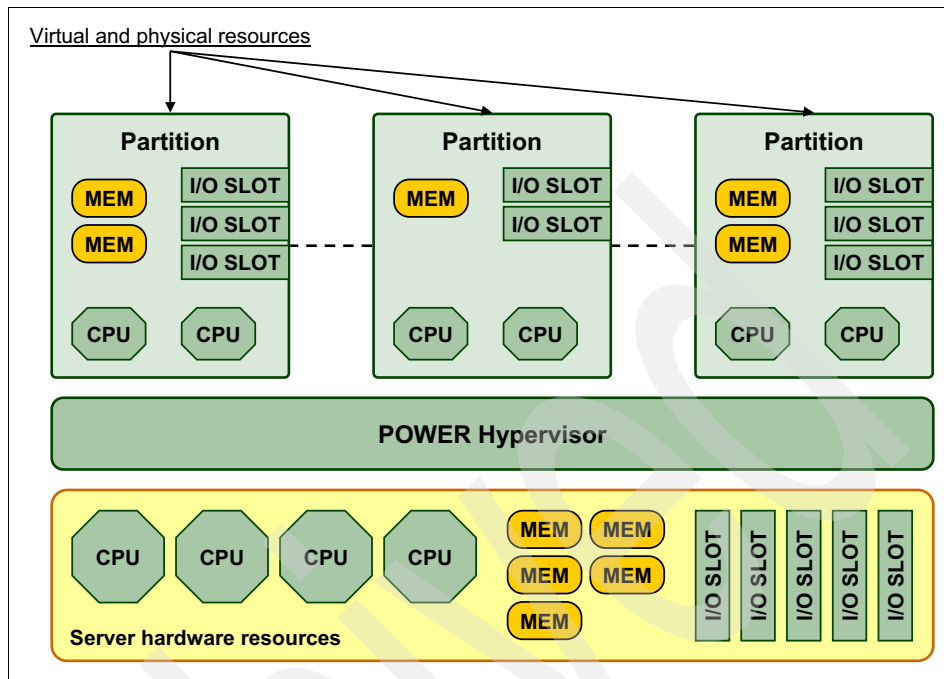 Virtual and physical resources
Partition
MEM
MEM
I/O SLOT
I/O SLOT
I/O SLOT
CPU
CPU
Partition
MEM
I/O SLOT
I/O SLOT
CPU
CPU
Partition
MEM
MEM
I/O SLOT
I/O SLOT
I/O SLOT
CPU
CPU
POWER Hypervisor
CPU
CPU
CPU
CPU
MEM
MEM
MEM
MEM
MEM
I/O SLOT
I/O SLOT
I/O SLOT
I/O SLOT
I/O SLOT
Server hardware resources